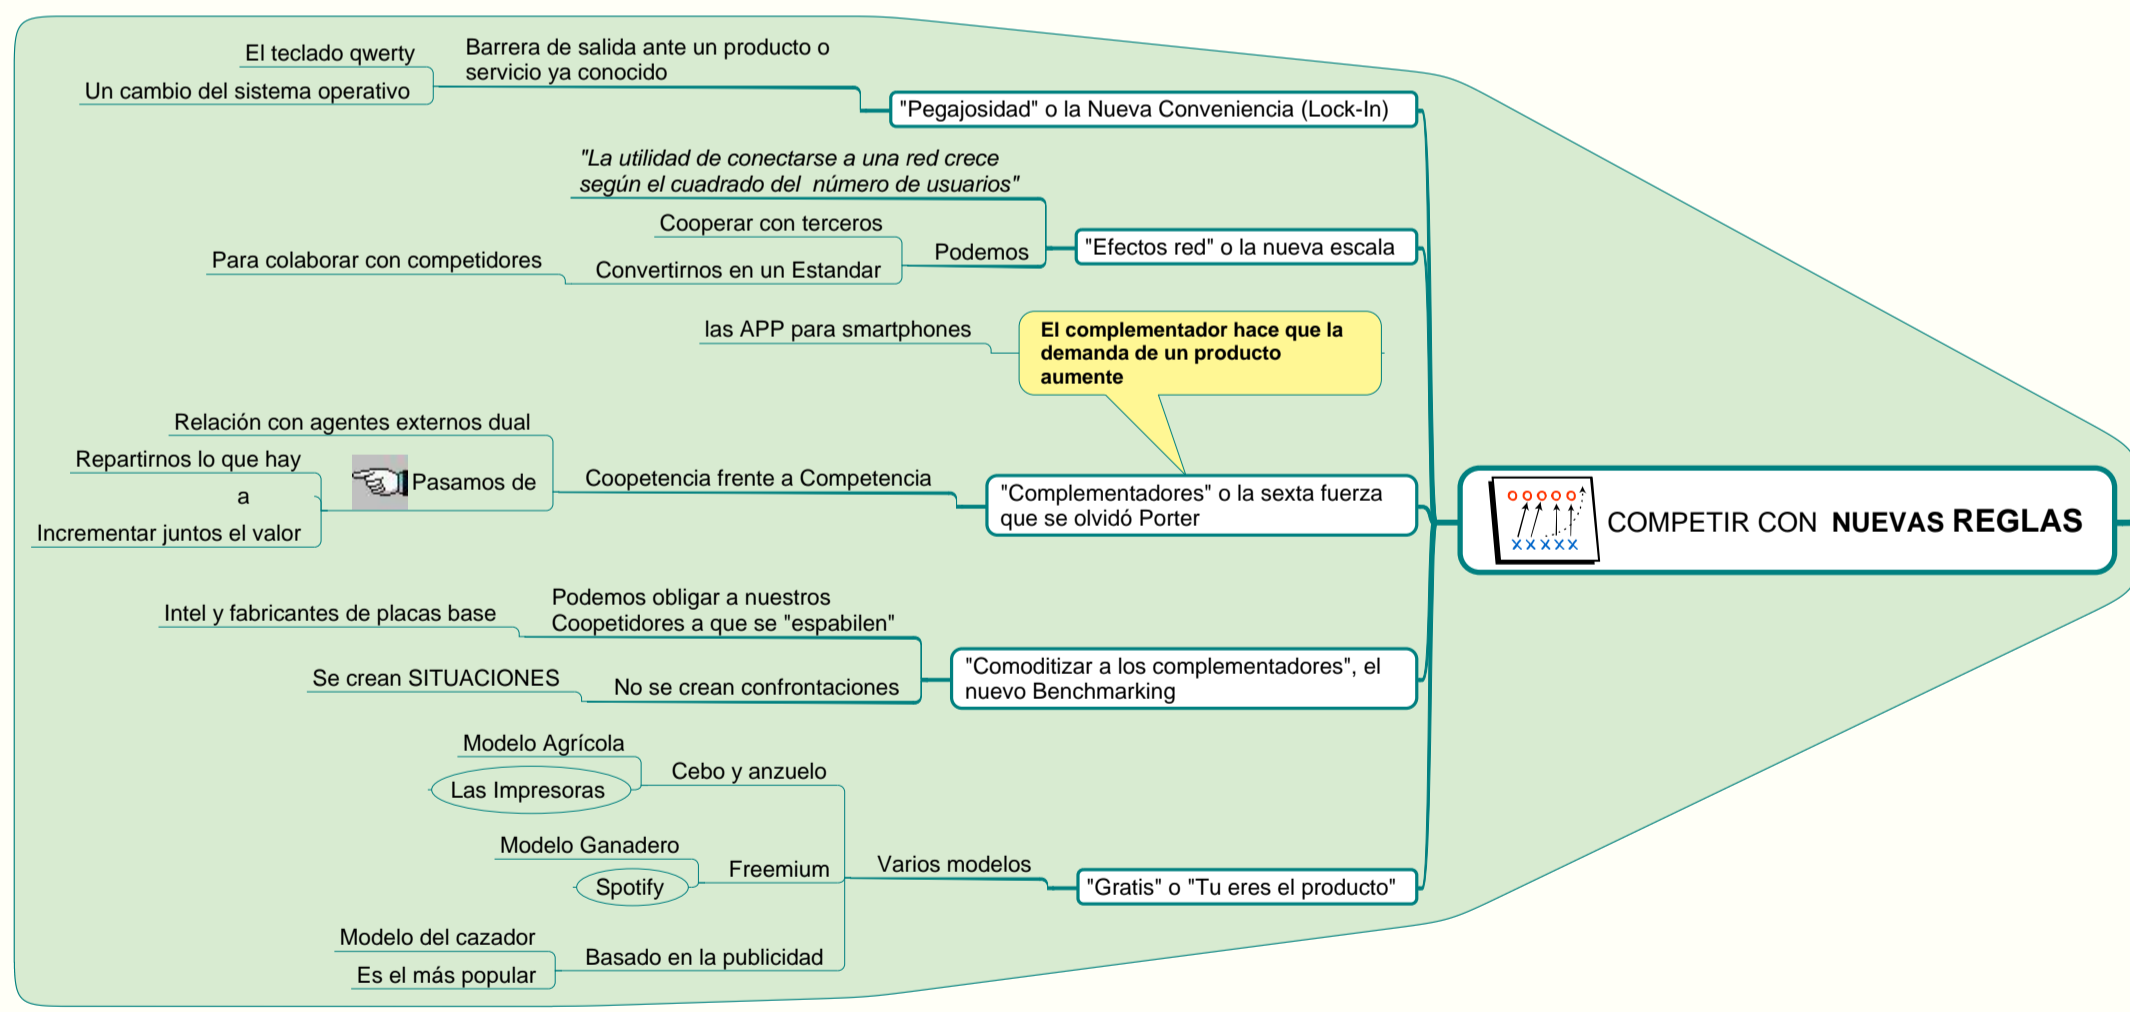 El teclado qwerty
Un cambio del sistema operativo
Barrera de salida ante un producto o
servicio ya conocido
"Pegajosidad" o la Nueva Conveniencia (Lock-In)
"La utilidad de conectarse a una red crece
según el cuadrado del número de usuarios"
Cooperar con terceros
Para colaborar con competidores
Convertirnos en un Estandar
Podemos
"Efectos red" o la nueva escala
las APP para smartphones
El complementador hace que la
demanda de un producto
aumente
Relación con agentes externos dual
Repartirnos lo que hay
a
Incrementar juntos el valor
Pasamos de
Coopetencia frente a Competencia
"Complementadores" o la sexta fuerza
que se olvidó Porter
COMPETIR CON NUEVAS REGLAS
Intel y fabricantes de placas base
Podemos obligar a nuestros
Coopetidores a que se "espabilen"
Se crean SITUACIONES
No se crean confrontaciones
"Comoditizar a los complementadores", el
nuevo Benchmarking
Modelo Agrícola
Las Impresoras
Cebo y anzuelo
Modelo Ganadero
Spotify
Freemium
Varios modelos
"Gratis" o "Tu eres el producto"
Modelo del cazador
Es el más popular
Basado en la publicidad